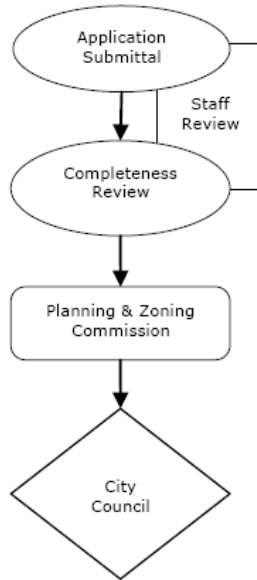 Application
Submittal
Staff
Review
Completeness
Review
Planning & Zoning
Commission
City
Council